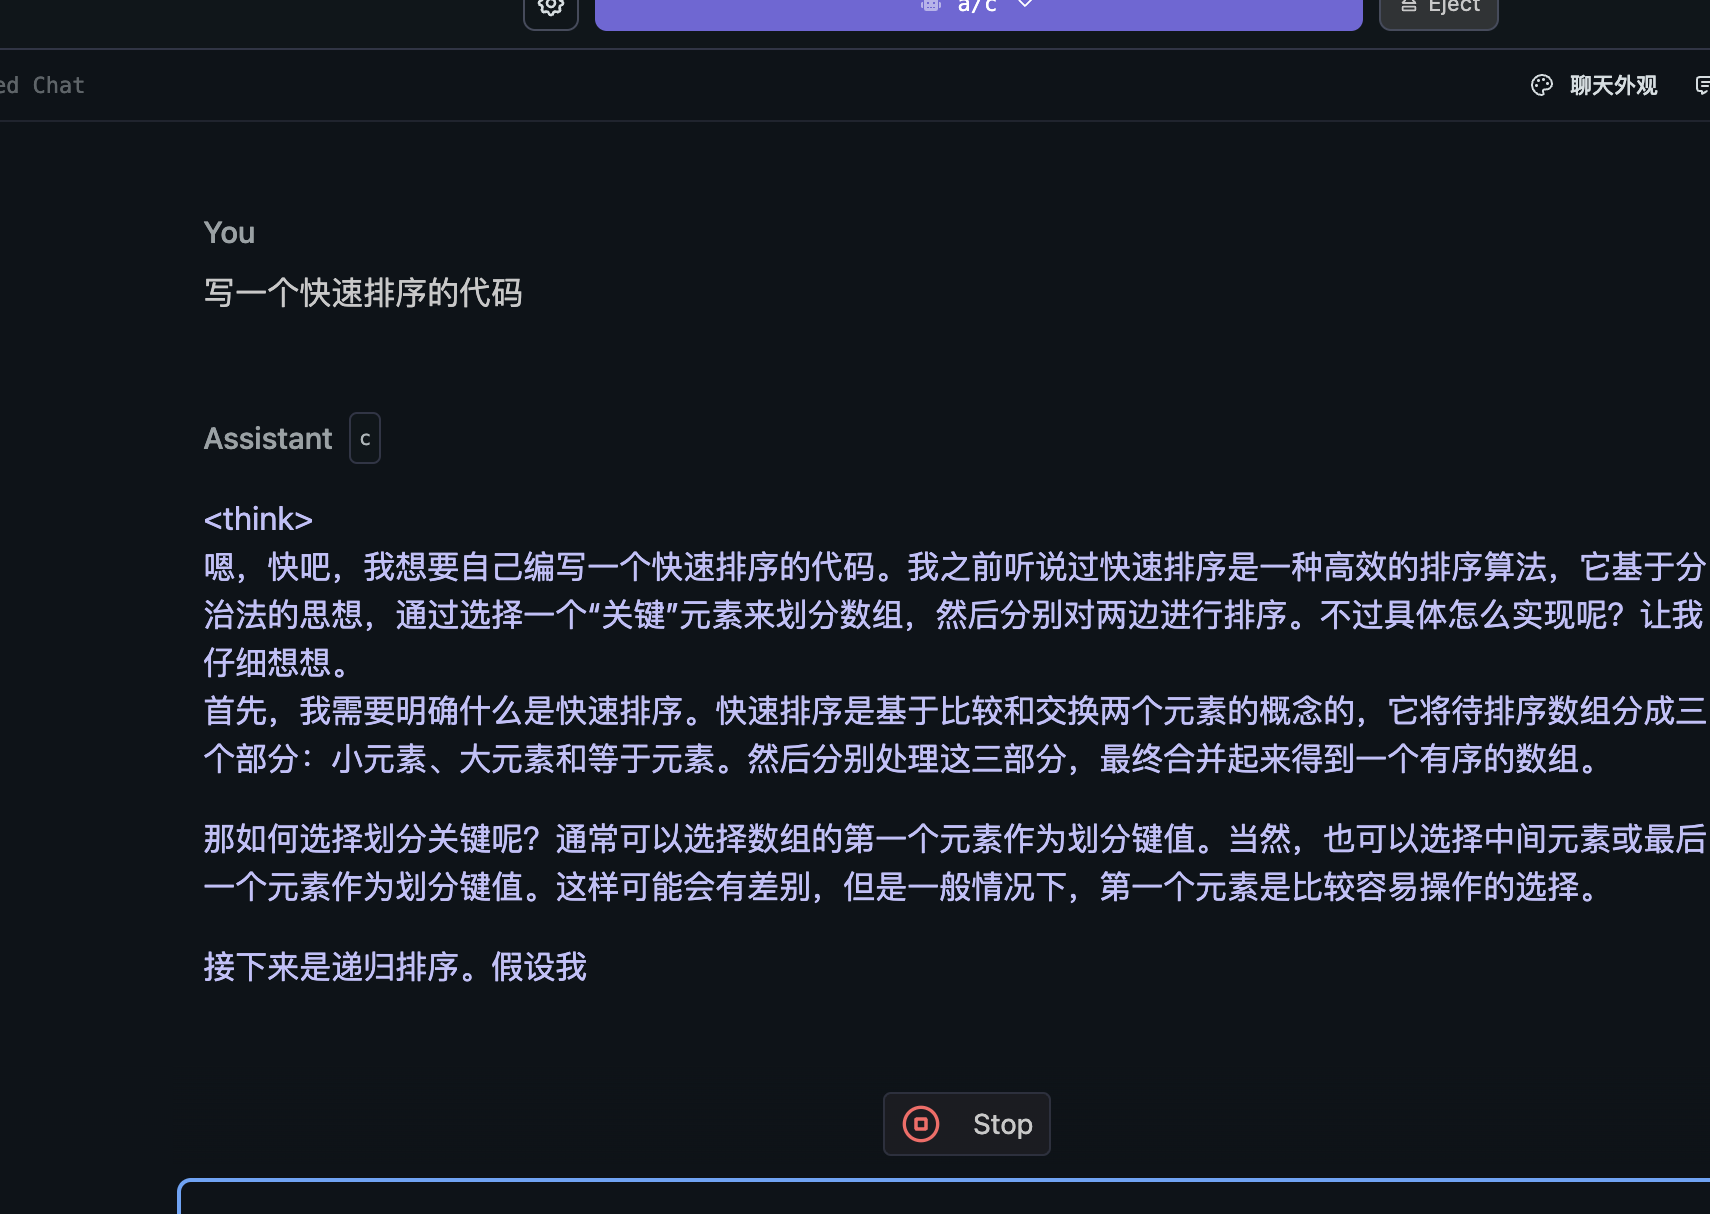 a/c
Eject
ed Chat
聊天外观
You
写一个快速排序的代码
Assistant
c
<think>
嗯，快吧，我想要自己编写一个快速排序的代码。我之前听说过快速排序是一种高效的排序算法，它基于分
治法的思想，通过选择一个“关键”元素来划分数组，然后分别对两边进行排序。不过具体怎么实现呢？让我
仔细想想。
首先，我需要明确什么是快速排序。快速排序是基于比较和交换两个元素的概念的，它将待排序数组分成三
个部分：小元素、大元素和等于元素。然后分别处理这三部分，最终合并起来得到一个有序的数组。
那如何选择划分关键呢？通常可以选择数组的第一个元素作为划分键值。当然，也可以选择中间元素或最后
一个元素作为划分键值。这样可能会有差别，但是一般情况下，第一个元素是比较容易操作的选择。
接下来是递归排序。假设我
Stop